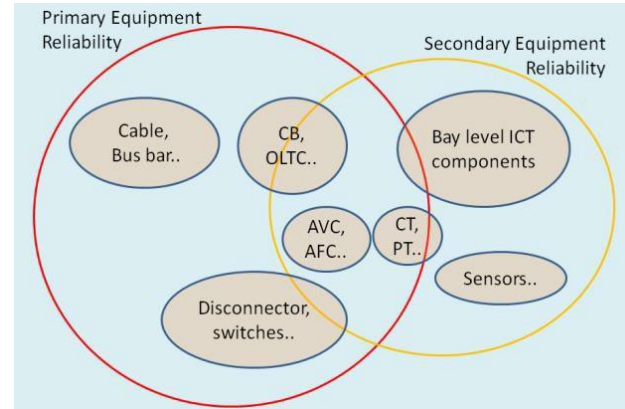 Primary Equipment
Reliability
Secondary Equipment
Reliability
Cable,
Bus bar..
CB,
OLTC..
Bay level ICT
components
AVC,
AFC..
CT,
PT..
Sensors..
Disconnector,
switches..